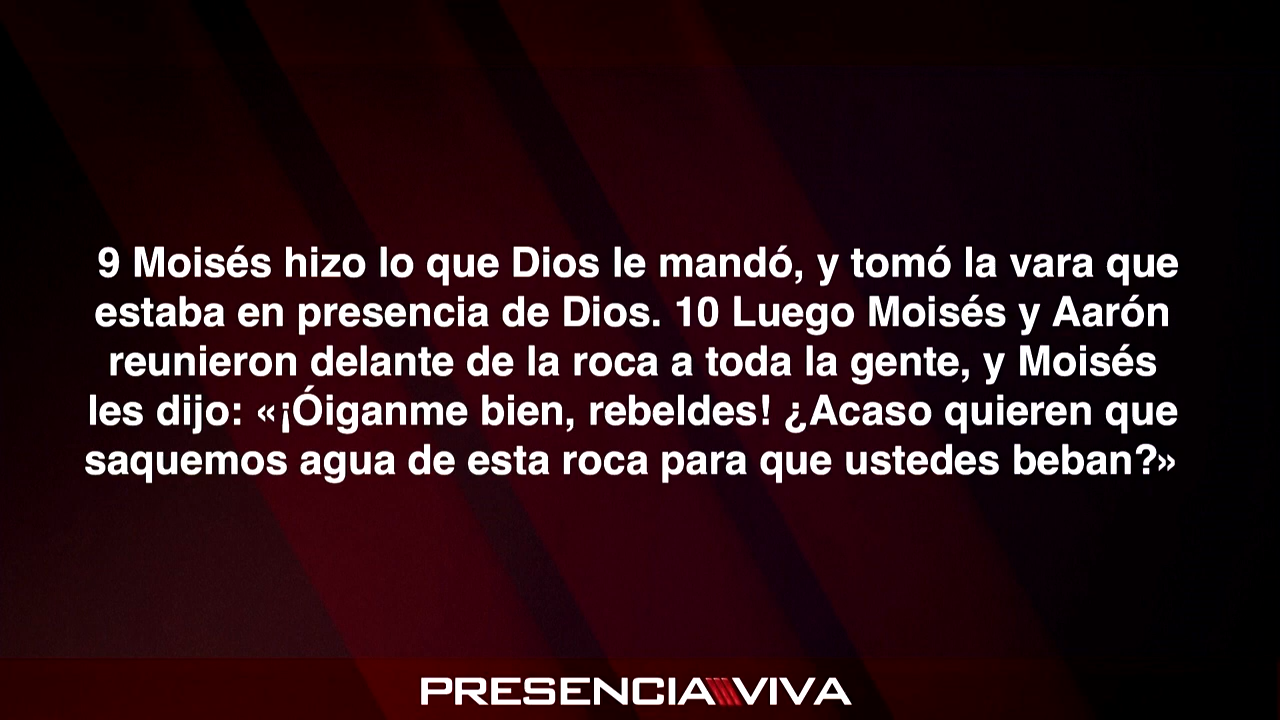 9 Moisés hizo lo que Dios le mandó, y tomó la vara que
estaba en presencia de Dios. 10 Luego Moisés y Aarón
reunieron delante de la roca a toda la gente, y Moisés
les dijo: «¡Óiganme bien, rebeldes! ¿Acaso quieren que
saquemos agua de esta roca para que ustedes beban?»
PRESENCIA VIVA